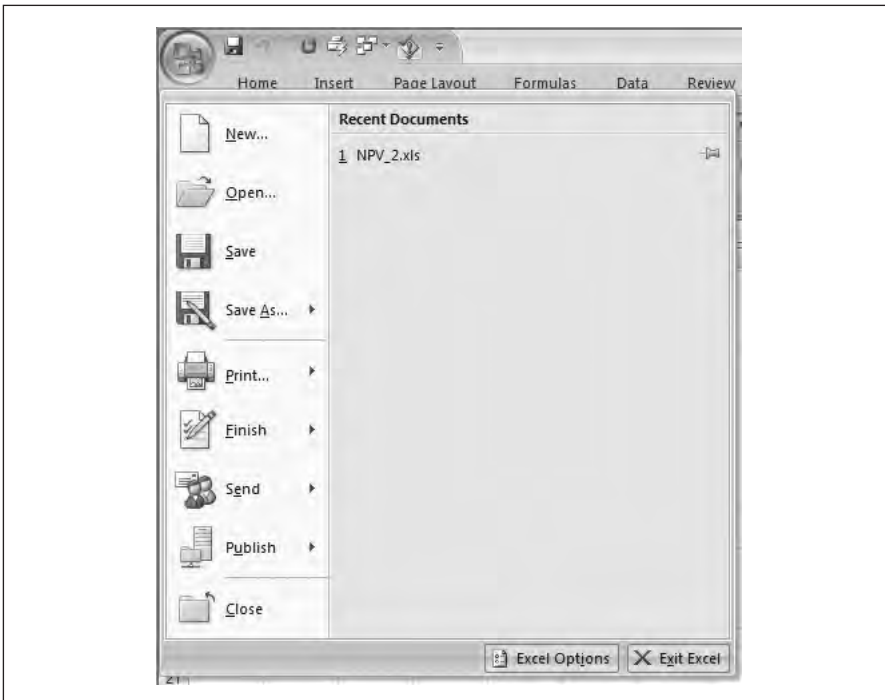 Home Insert Page Layout Formulas Data Review
Recent Documents
New...
1 NPV_2.xls
Open...
Save
Save As...
Print...
Finish
Send
Publish
Close
Excel Options Exit Excel
21